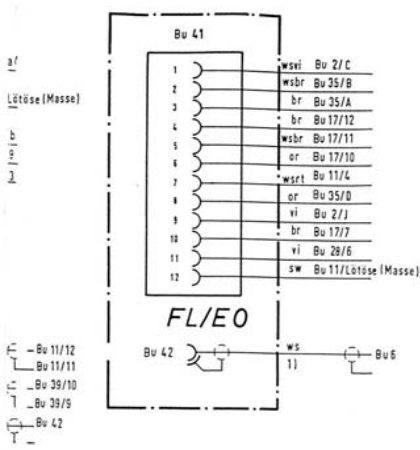 Bu 41
a/
Lötöse (Masse)
b
9
3
1 wsvi Bu 2/C
2 wsbr Bu 35/B
3 br Bu 35/A
4 br Bu 17/12
5 wsbr Bu 17/11
6 or Bu 17/10
7 wsrt Bu 11/4
8 or Bu 35/D
9 vi Bu 2/J
10 br Bu 17/7
11 vi Bu 28/6
12 sw Bu 11/Lötöse (Masse)
FL/EO
Bu 42 ws Bu 6
1)
Bu 11/12
Bu 11/11
Bu 39/10
Bu 39/9
Bu 42